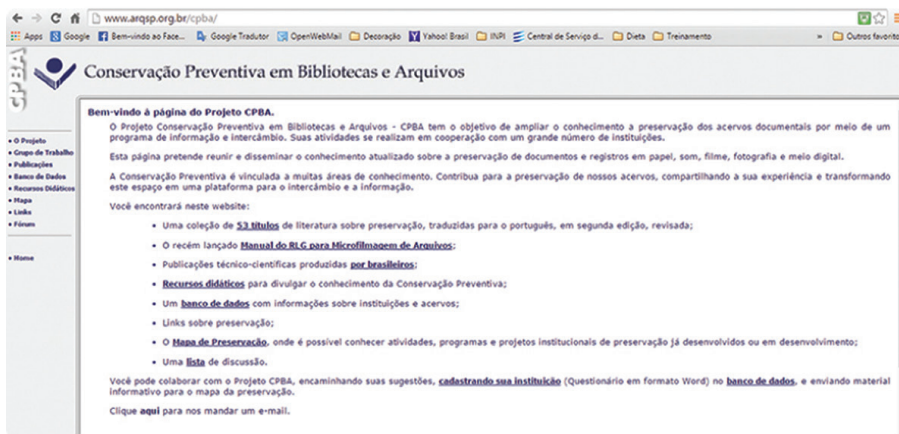 www.arqsp.org.br/cpba/
Apps Google Bem-vindo ao Face... Google Tradutor OpenWebMail Decoração Yahoo! Brasil INPI Central de Serviço d... Dieta Treinamento » Outros favorito
CPBA
Conservação Preventiva em Bibliotecas e Arquivos
• O Projeto
• Grupo de Trabalho
• Publicações
• Banco de Dados
• Recursos Didáticos
• Mapa
• Links
• Fórum
• Home
Bem-vindo à página do Projeto CPBA.
O Projeto Conservação Preventiva em Bibliotecas e Arquivos - CPBA tem o objetivo de ampliar o conhecimento a preservação dos acervos documentais por meio de um
programa de informação e intercâmbio. Suas atividades se realizam em cooperação com um grande número de instituições.
Esta página pretende reunir e disseminar o conhecimento atualizado sobre a preservação de documentos e registros em papel, som, filme, fotografia e meio digital.
A Conservação Preventiva é vinculada a muitas áreas de conhecimento. Contribua para a preservação de nossos acervos, compartilhando a sua experiência e transformando
este espaço em uma plataforma para o intercâmbio e a informação.
Você encontrará neste website:
• Uma coleção de 53 títulos de literatura sobre preservação, traduzidas para o português, em segunda edição, revisada;
• O recém lançado Manual do RLG para Microfilmagem de Arquivos;
• Publicações técnico-científicas produzidas por brasileiros;
• Recursos didáticos para divulgar o conhecimento da Conservação Preventiva;
• Um banco de dados com informações sobre instituições e acervos;
• Links sobre preservação;
• O Mapa de Preservação, onde é possível conhecer atividades, programas e projetos institucionais de preservação já desenvolvidos ou em desenvolvimento;
• Uma lista de discussão.
Você pode colaborar com o Projeto CPBA, encaminhando suas sugestões, cadastrando sua instituição (Questionário em formato Word) no banco de dados, e enviando material
informativo para o mapa da preservação.
Clique aqui para nos mandar um e-mail.